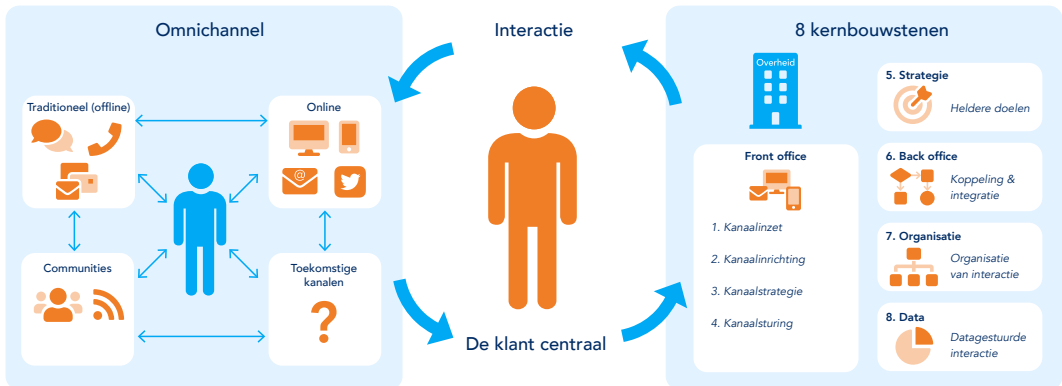 Omnichannel
Traditioneel (offline)
Online
@
Communities
Toekomstige
kanalen
?
Interactie
De klant centraal
8 kernbouwstenen
Overheid
Front office
1. Kanaalinzet
2. Kanaalinrichting
3. Kanaalstrategie
4. Kanaalsturing
5. Strategie
Heldere doelen
6. Back office
Koppeling &
integratie
7. Organisatie
Organisatie
van interactie
8. Data
Datagestuurde
interactie